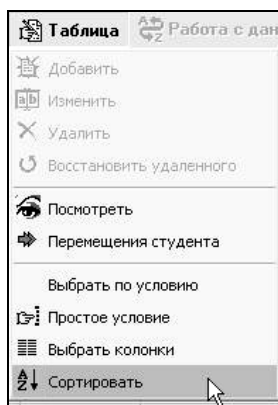 Таблица Работа с дан
Добавить
Изменить
Удалить
Восстановить удаленного
Посмотреть
Перемещения студента
Выбрать по условию
Простое условие
Выбрать колонки
Сортировать